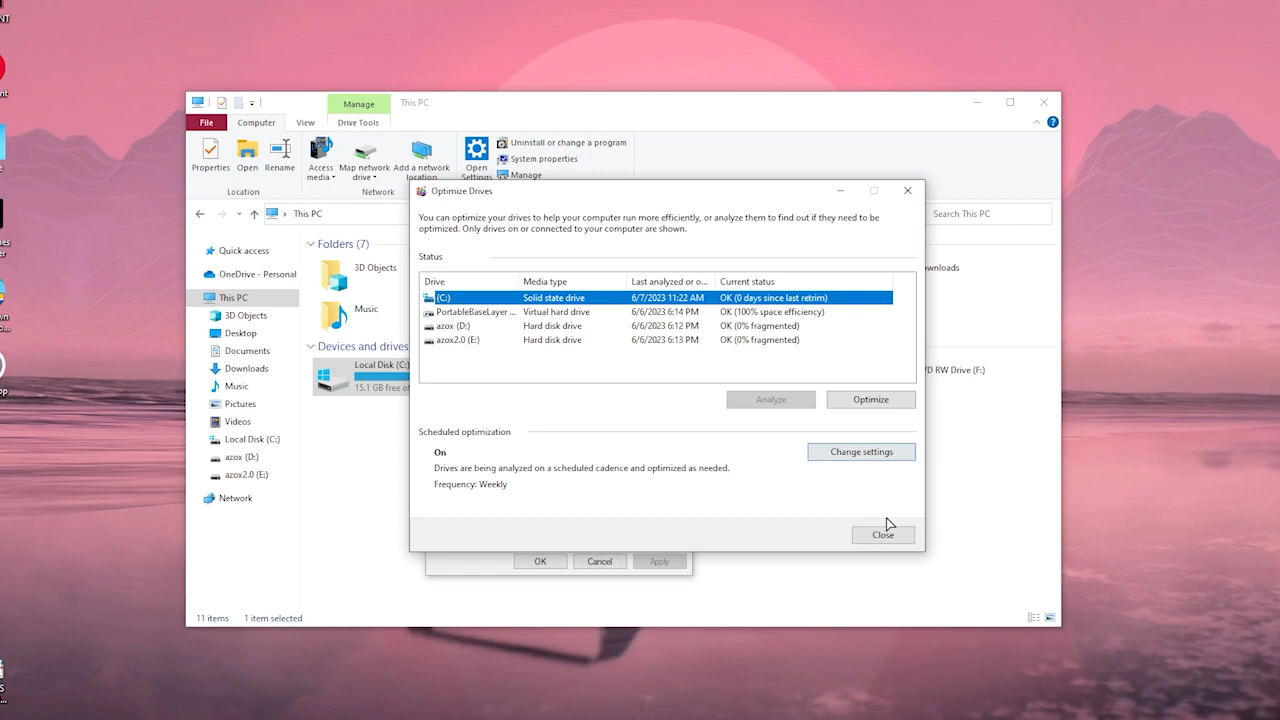 NT
Manage
This PC
File
Computer
View
Drive Tools
Properties
Open
Rename
Access media
Map network drive
Add a network location
Open Settings
Uninstall or change a program
System properties
Manage
Location
Network
This PC
Search This PC
Optimize Drives
You can optimize your drives to help your computer run more efficiently, or analyze them to find out if they need to be
optimized. Only drives on or connected to your computer are shown.
Status
Drive Media type Last analyzed or o... Current status
(C:) Solid state drive 6/7/2023 11:22 AM OK (0 days since last retrim)
PortableBaseLayer ... Virtual hard drive 6/6/2023 6:14 PM OK (100% space efficiency)
azox (D:) Hard disk drive 6/6/2023 6:12 PM OK (0% fragmented)
azox2.0 (E:) Hard disk drive 6/6/2023 6:13 PM OK (0% fragmented)
Analyze
Optimize
Scheduled optimization
On
Change settings
Drives are being analyzed on a scheduled cadence and optimized as needed.
Frequency: Weekly
Close
OK
Cancel
Apply
Quick access
OneDrive - Personal
This PC
3D Objects
Desktop
Documents
Downloads
Music
Pictures
Videos
Local Disk (C:)
azox (D:)
azox2.0 (E:)
Network
Folders (7)
3D Objects
Music
Devices and drives
Local Disk (C:)
15.1 GB free of
ownloads
D RW Drive (F:)
11 items
1 item selected